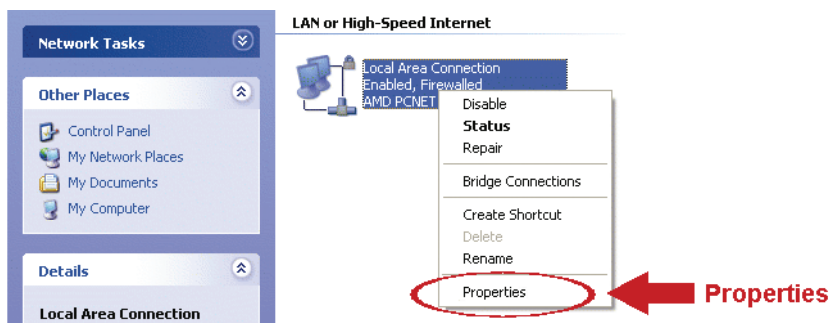 Network Tasks
Other Places
Control Panel
My Network Places
My Documents
My Computer
Details
Local Area Connection
LAN or High-Speed Internet
Local Area Connection
Enabled, Firewalled
AMD PCNET
Disable
Status
Repair
Bridge Connections
Create Shortcut
Delete
Rename
Properties
Properties